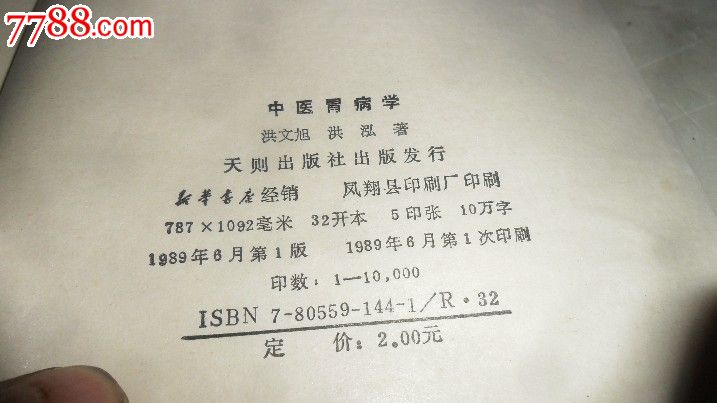 7788.com
中医胃病学
洪文旭 洪泓 著
天则出版社出版发行
新华书店经销 凤翔县印刷厂印刷
787×1092毫米 32开本 5印张 10万字
1989年6月第1版 1989年6月第1次印刷
印数：1—10,000
ISBN 7-80559-144-1/R·32
定 价：2.00元